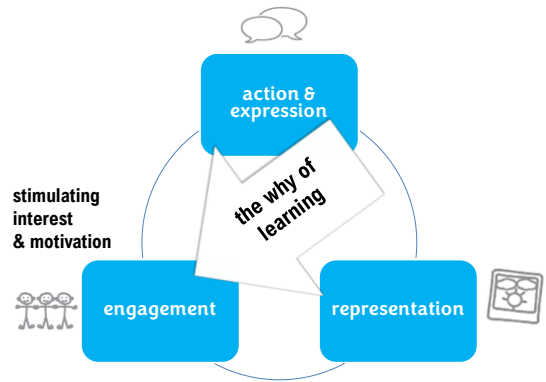 action &
expression
the why of
learning
stimulating
interest
& motivation
engagement
representation